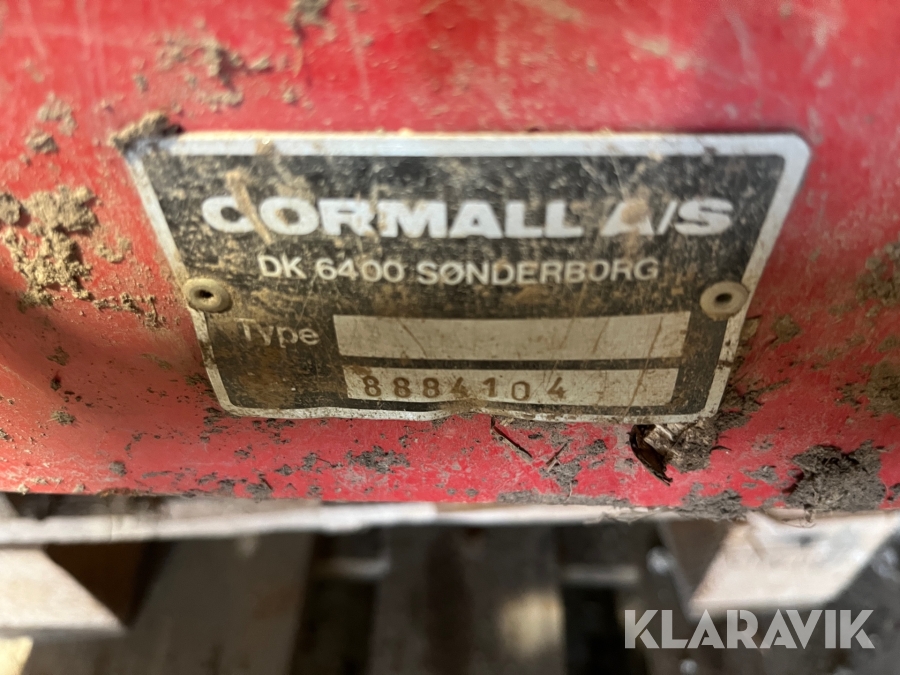 CORMALL A/S
DK 6400 SØNDERBORG
Type
8884104
KLARAVIK